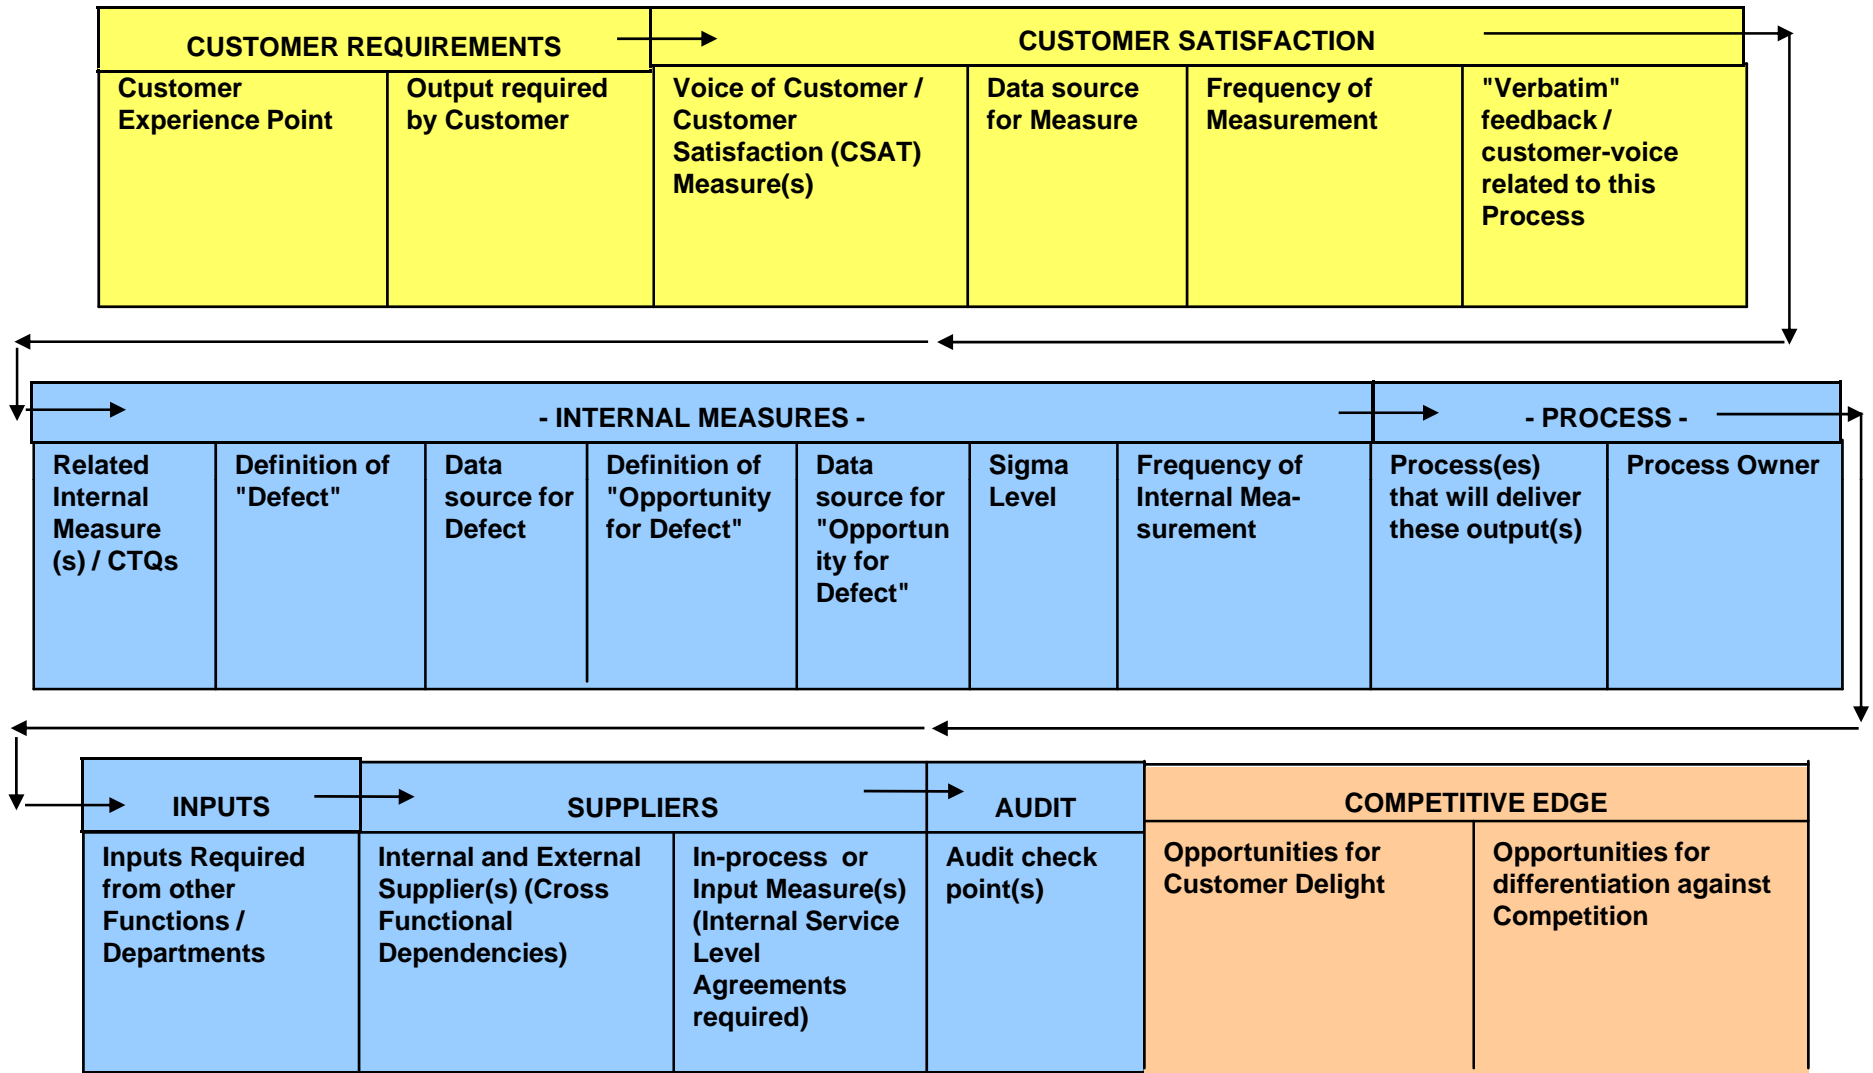 CUSTOMER REQUIREMENTS
CUSTOMER SATISFACTION
Customer
Experience Point
Output required
by Customer
Voice of Customer /
Customer
Satisfaction (CSAT)
Measure(s)
Data source
for Measure
Frequency of
Measurement
"Verbatim"
feedback /
customer-voice
related to this
Process
- INTERNAL MEASURES -
- PROCESS -
Related
Internal
Measure
(s) / CTQs
Definition of
"Defect"
Data
source for
Defect
Definition of
"Opportunity
for Defect"
Data
source for
"Opportun
ity for
Defect"
Sigma
Level
Frequency of
Internal Mea-
surement
Process(es)
that will deliver
these output(s)
Process Owner
INPUTS
SUPPLIERS
AUDIT
COMPETITIVE EDGE
Inputs Required
from other
Functions /
Departments
Internal and External
Supplier(s) (Cross
Functional
Dependencies)
In-process or
Input Measure(s)
(Internal Service
Level
Agreements
required)
Audit check
point(s)
Opportunities for
Customer Delight
Opportunities for
differentiation against
Competition